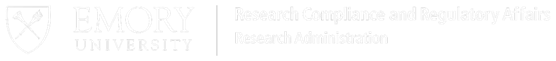 EMORY
UNIVERSITY
Research Compliance and Regulatory Affairs
Research Administration